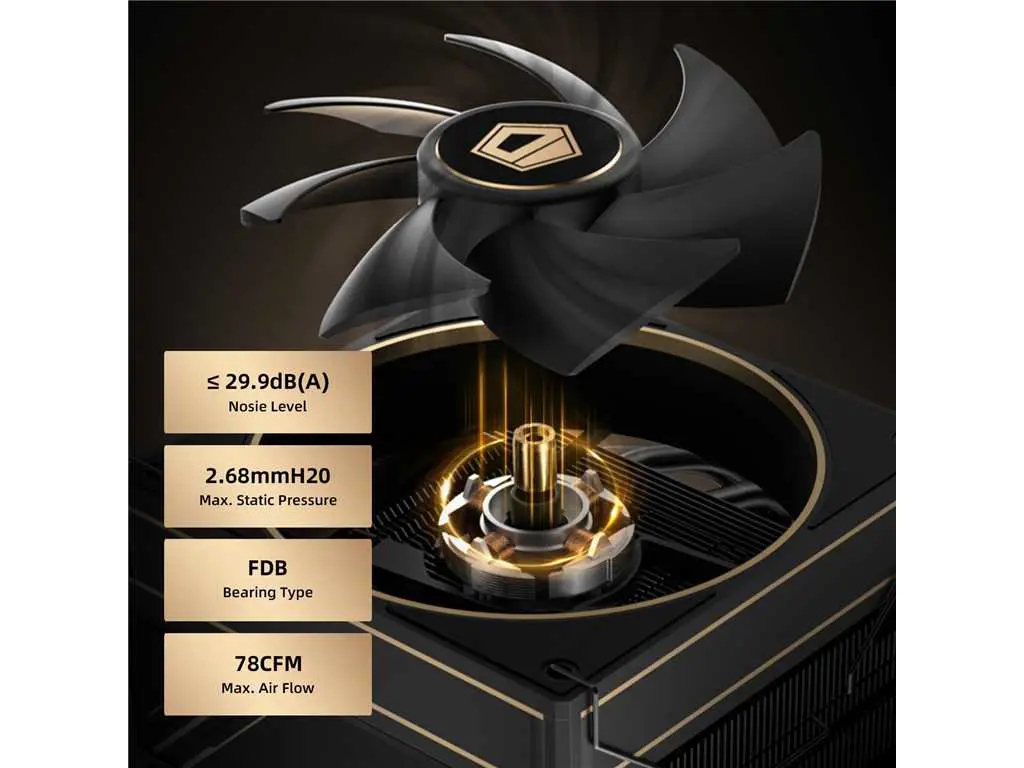 ≤ 29.9dB(A)
Nosie Level
2.68mmH20
Max. Static Pressure
FDB
Bearing Type
78CFM
Max. Air Flow